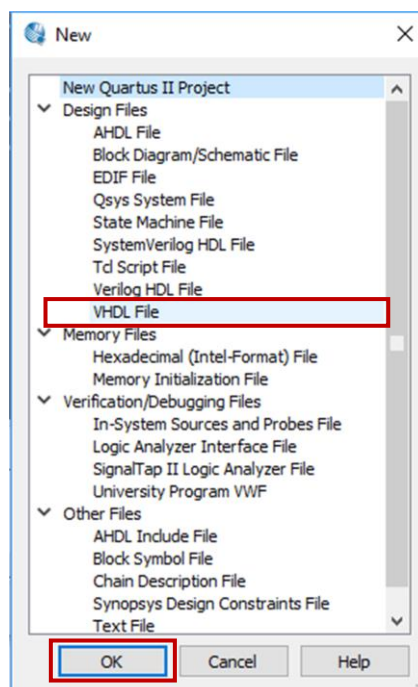 New
New Quartus II Project
Design Files
AHDL File
Block Diagram/Schematic File
EDIF File
Qsys System File
State Machine File
SystemVerilog HDL File
Tcl Script File
Verilog HDL File
VHDL File
Memory Files
Hexadecimal (Intel-Format) File
Memory Initialization File
Verification/Debugging Files
In-System Sources and Probes File
Logic Analyzer Interface File
SignalTap II Logic Analyzer File
University Program VWF
Other Files
AHDL Include File
Block Symbol File
Chain Description File
Synopsys Design Constraints File
Text File
OK Cancel Help